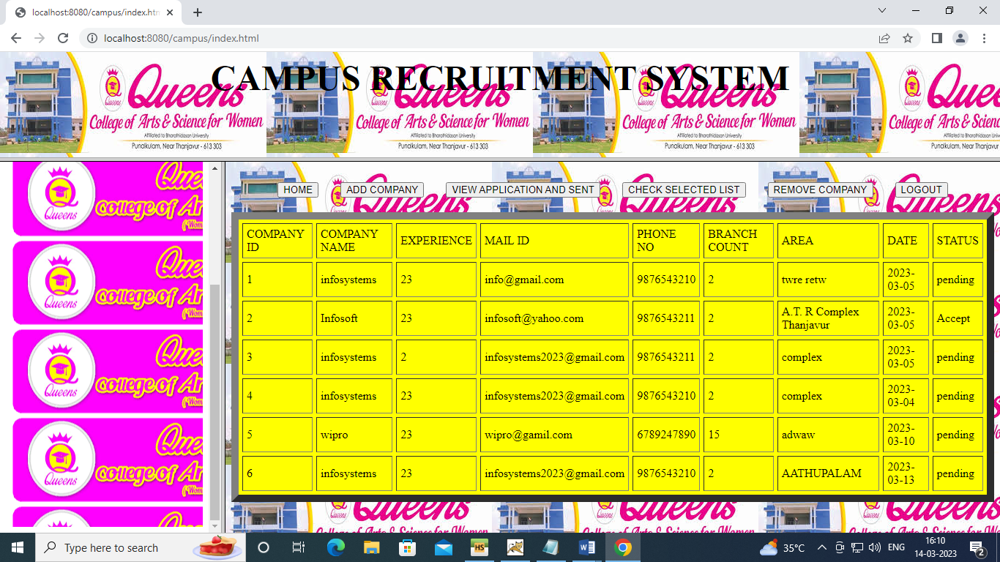 localhost:8080/campus/index.htm
localhost:8080/campus/index.html
CAMPUS RECRUITMENT SYSTEM
Queens
College of Arts & Science for Women
Affiliated to Bharathidasan University
Punalkulam, Near Thanjavur - 613 303
HOME ADD COMPANY VIEW APPLICATION AND SENT CHECK SELECTED LIST REMOVE COMPANY LOGOUT
COMPANY ID COMPANY NAME EXPERIENCE MAIL ID PHONE NO BRANCH COUNT AREA DATE STATUS
1 infosystems 23 info@gmail.com 9876543210 2 twre retw 2023-03-05 pending
2 Infosoft 23 infosoft@yahoo.com 9876543211 2 A.T. R Complex Thanjavur 2023-03-05 Accept
3 infosystems 2 infosystems2023@gmail.com 9876543211 2 complex 2023-03-05 pending
4 infosystems 23 infosystems2023@gmail.com 9876543210 2 complex 2023-03-04 pending
5 wipro 23 wipro@gamil.com 6789247890 15 adwaw 2023-03-10 pending
6 infosystems 23 infosystems2023@gmail.com 9876543210 2 AATHUPALAM 2023-03-13 pending
Queens
College of Ar
(Wom
Type here to search
35°C
ENG
16:10
14-03-2023
2